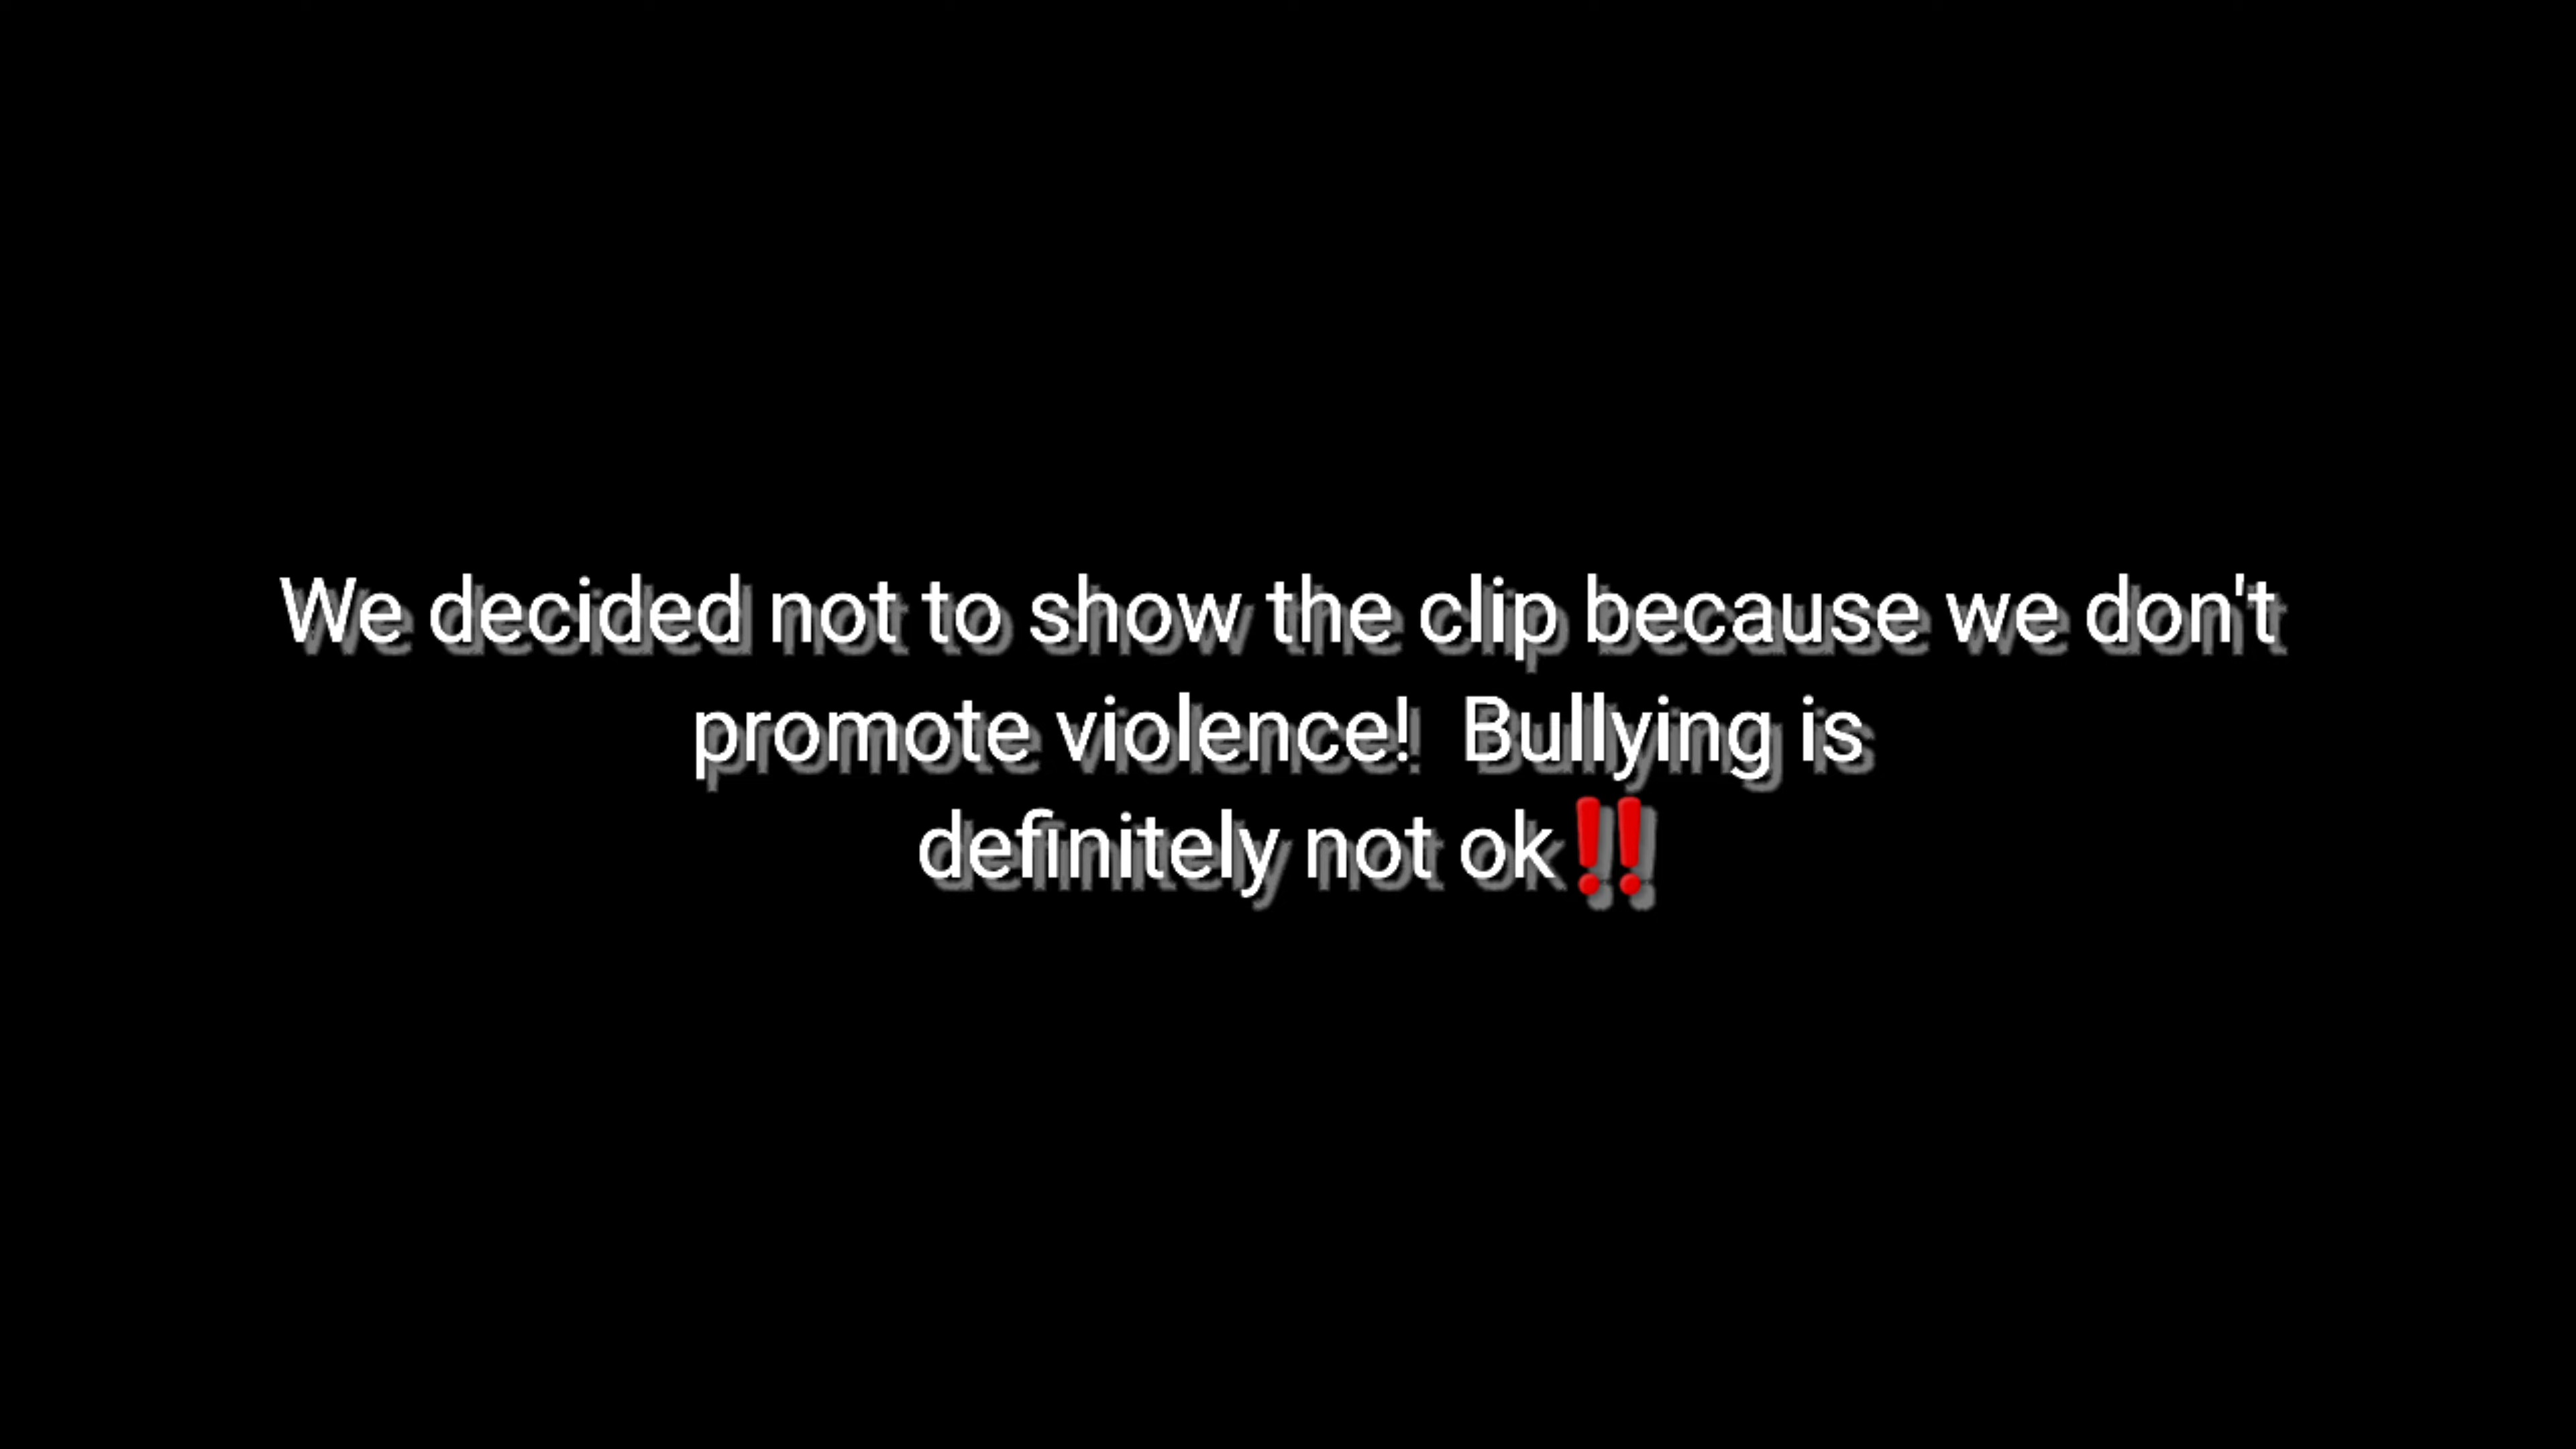 We decided not to show the clip because we don't
promote violence!  Bullying is
definitely not ok‼️